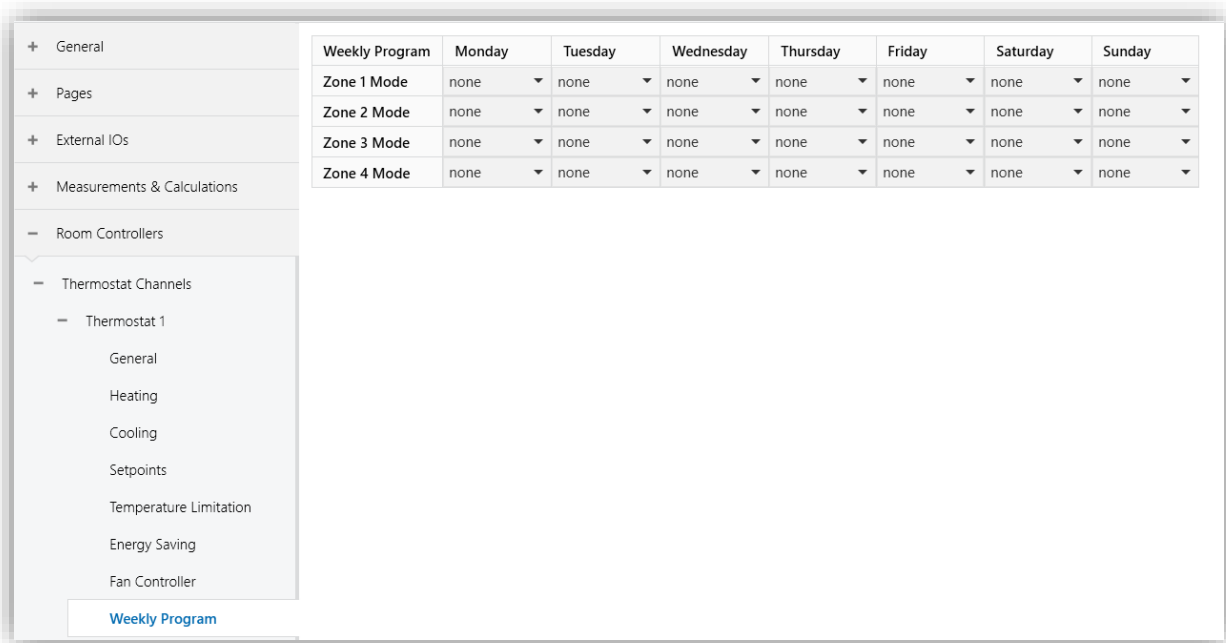 General
Pages
External IOs
Measurements & Calculations
Room Controllers
Thermostat Channels
Thermostat 1
General
Heating
Cooling
Setpoints
Temperature Limitation
Energy Saving
Fan Controller
Weekly Program
Weekly Program Monday Tuesday Wednesday Thursday Friday Saturday Sunday
Zone 1 Mode none none none none none none none
Zone 2 Mode none none none none none none none
Zone 3 Mode none none none none none none none
Zone 4 Mode none none none none none none none